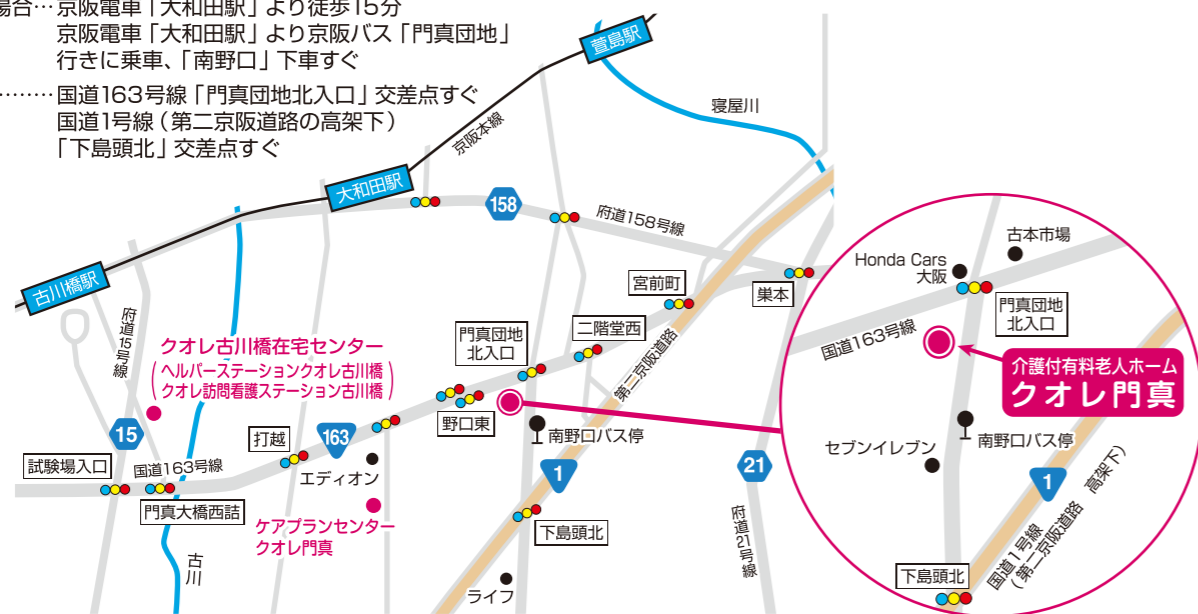 場合…京阪電車「大和田駅」より徒歩15分
京阪電車「大和田駅」より京阪バス「門真団地」
行きに乗車、「南野口」下車すぐ
………国道163号線「門真団地北入口」交差点すぐ
国道1号線（第二京阪道路の高架下）
「下島頭北」交差点すぐ
萱島駅
寝屋川
京阪本線
大和田駅
158
府道158号線
古川橋駅
府道15号線
クオレ古川橋在宅センター
（ヘルパーステーションクオレ古川橋
クオレ訪問看護ステーション古川橋）
宮前町
巣本
二階堂西
門真団地
北入口
第二京阪道路
野口東
南野口バス停
打越
163
15
試験場入口
国道163号線
エディオン
門真大橋西詰
ケアプランセンター
クオレ門真
古川
1
下島頭北
ライフ
21
府道21号線
古本市場
Honda Cars
大阪
門真団地
北入口
国道163号線
介護付有料老人ホーム
クオレ門真
南野口バス停
セブンイレブン
1
国道1号線
（第二京阪道路 高架下）
下島頭北